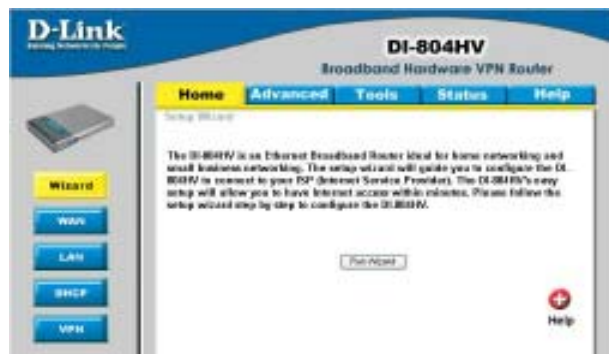 D-Link
Building Networks for People
DI-804HV
Broadband Hardware VPN Router
Home
Advanced
Tools
Status
Help
Setup Wizard
The DI-804HV is an Ethernet Broadband Router ideal for home networking and
small business networking. The setup wizard will guide you to configure the DI-
804HV to connect to your ISP (Internet Service Provider). The DI-804HV's easy
setup will allow you to have Internet access within minutes. Please follow the
setup wizard step by step to configure the DI-804HV.
Run Wizard
Wizard
WAN
LAN
DHCP
VPN
Help